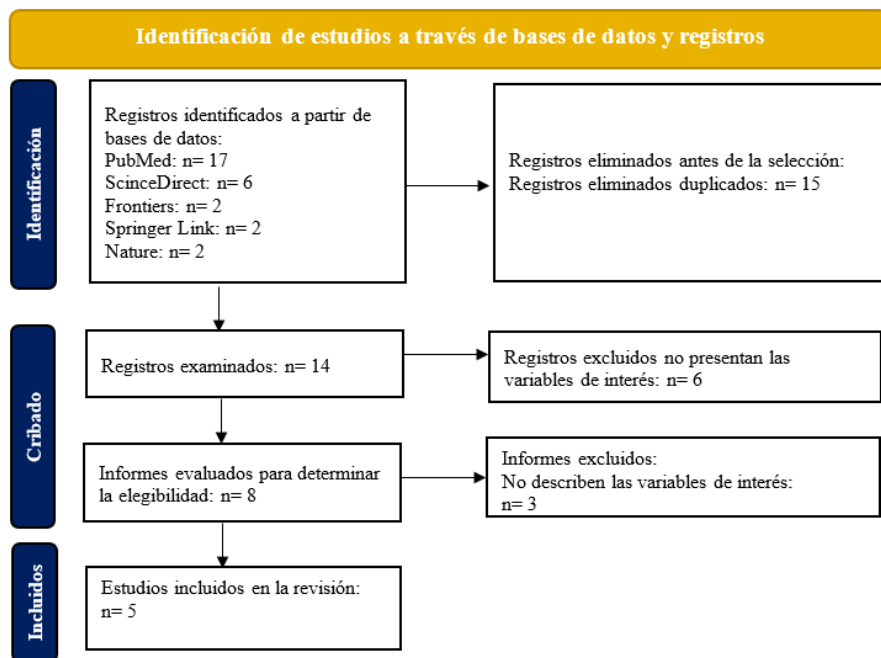 Identificación de estudios a través de bases de datos y registros
Identificación
Registros identificados a partir de
bases de datos:
PubMed: n= 17
ScinceDirect: n= 6
Frontiers: n= 2
Springer Link: n= 2
Nature: n= 2
Registros eliminados antes de la selección:
Registros eliminados duplicados: n= 15
Cribado
Registros examinados: n= 14
Registros excluidos no presentan las
variables de interés: n= 6
Informes evaluados para determinar
la elegibilidad: n= 8
Informes excluidos:
No describen las variables de interés:
n= 3
Incluidos
Estudios incluidos en la revisión:
n= 5